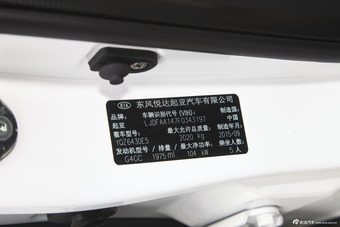 KIA 东风悦达起亚汽车有限公司
品牌: 车辆识别代号(VIN): 制造国:
起亚 LJDFAA147F0343197 中国
整车型号: 最大允许总质量: 制造年月:
YQZ6430E5 2020 kg 2015/09
发动机型号 / 排量 / 最大净功率: 乘坐人数:
G4GC 1975ml 104 kW 5人